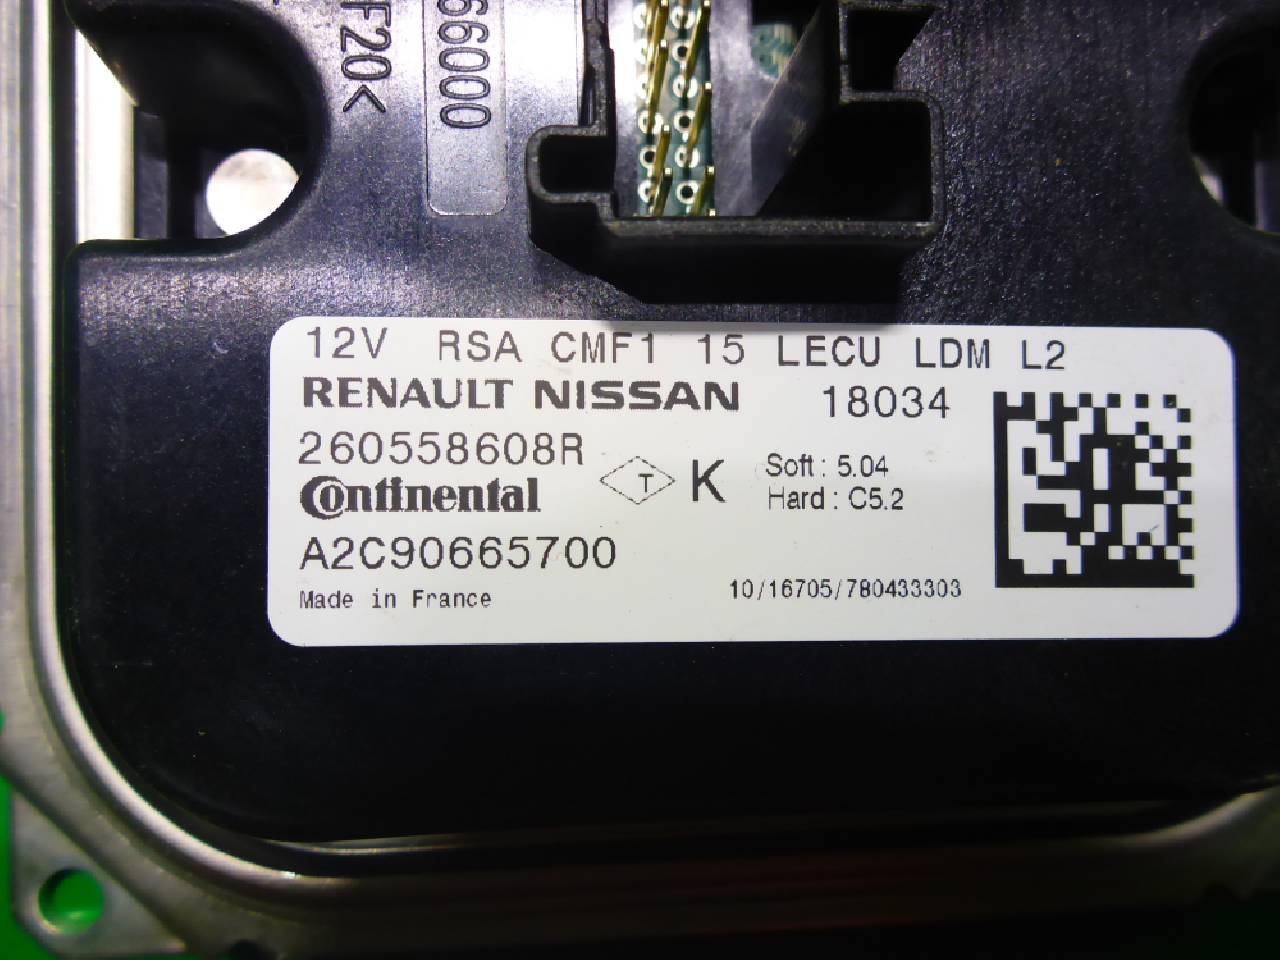 F20<
66000
12V RSA CMF1 15 LECU LDM L2
RENAULT NISSAN 18034
260558608R
Continental T K Soft : 5.04
Hard : C5.2
A2C90665700
Made in France 10/16705/780433303